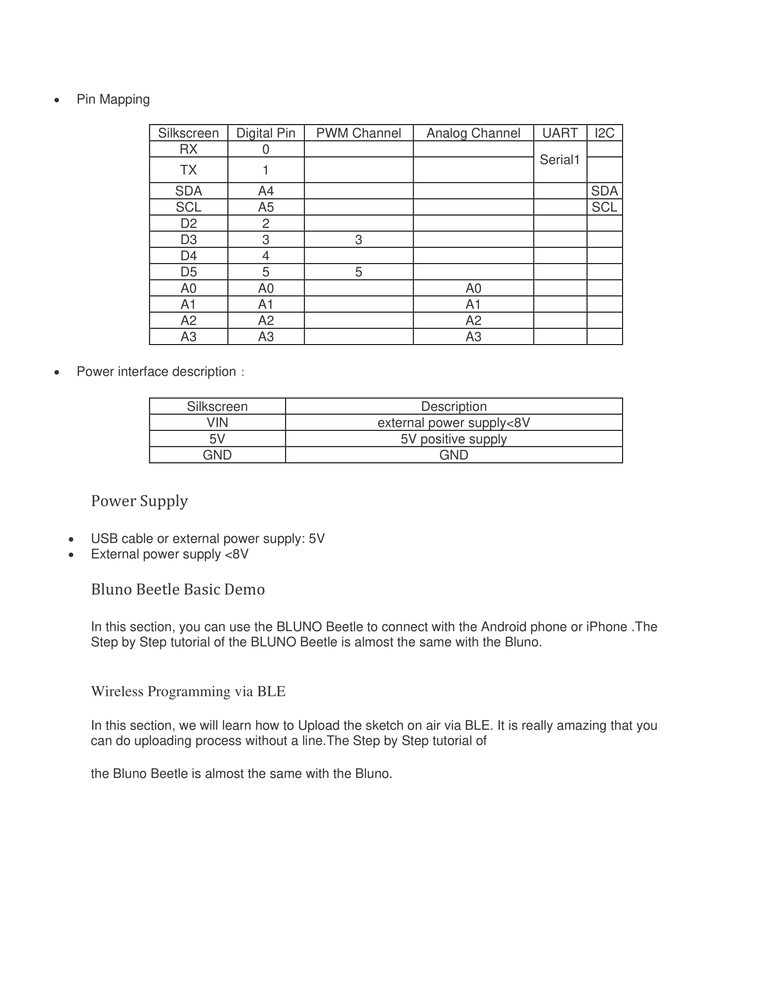 Pin Mapping
Silkscreen Digital Pin PWM Channel Analog Channel UART I2C
RX 0 Serial1
TX 1
SDA A4 SDA
SCL A5 SCL
D2 2
D3 3 3
D4 4
D5 5 5
A0 A0 A0
A1 A1 A1
A2 A2 A2
A3 A3 A3
Power interface description：
Silkscreen Description
VIN external power supply<8V
5V 5V positive supply
GND GND
Power Supply
USB cable or external power supply: 5V
External power supply <8V
Bluno Beetle Basic Demo
In this section, you can use the BLUNO Beetle to connect with the Android phone or iPhone .The
Step by Step tutorial of the BLUNO Beetle is almost the same with the Bluno.
Wireless Programming via BLE
In this section, we will learn how to Upload the sketch on air via BLE. It is really amazing that you
can do uploading process without a line.The Step by Step tutorial of
the Bluno Beetle is almost the same with the Bluno.